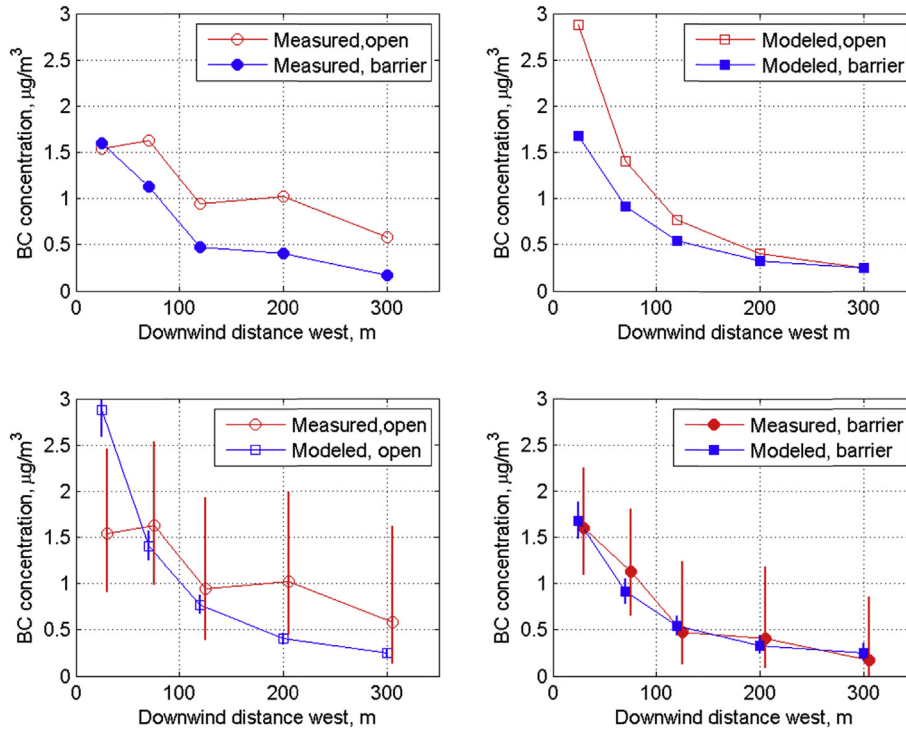 3
2.5
2
1.5
1
0.5
0
BC concentration, μg/m³
Measured,open
Measured, barrier
0 100 200 300
Downwind distance west, m
3
2.5
2
1.5
1
0.5
0
BC concentration, μg/m³
Modeled,open
Modeled, barrier
0 100 200 300
Downwind distance west, m
3
2.5
2
1.5
1
0.5
0
BC concentration, μg/m³
Measured,open
Modeled, open
0 100 200 300
Downwind distance west, m
3
2.5
2
1.5
1
0.5
0
BC concentration, μg/m³
Measured, barrier
Modeled, barrier
0 100 200 300
Downwind distance west, m